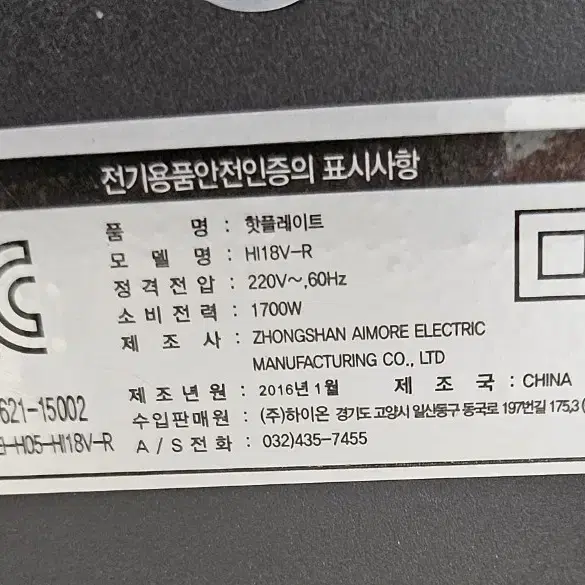 전기용품안전인증의 표시사항
품 명 : 핫플레이트
모 델 명 : HI18V-R
정격전압 : 220V~,60Hz
소비전력 : 1700W
제 조 사 : ZHONGSHAN AIMORE ELECTRIC
MANUFACTURING CO., LTD
제조년원 : 2016년 1월 제 조 국 : CHINA
621-15002
수입판매원 : (주)하이온 경기도 고양시 일산동구 동국로 197번길 175,3(
-H05-HI18V-R
A/S전화 : 032)435-7455